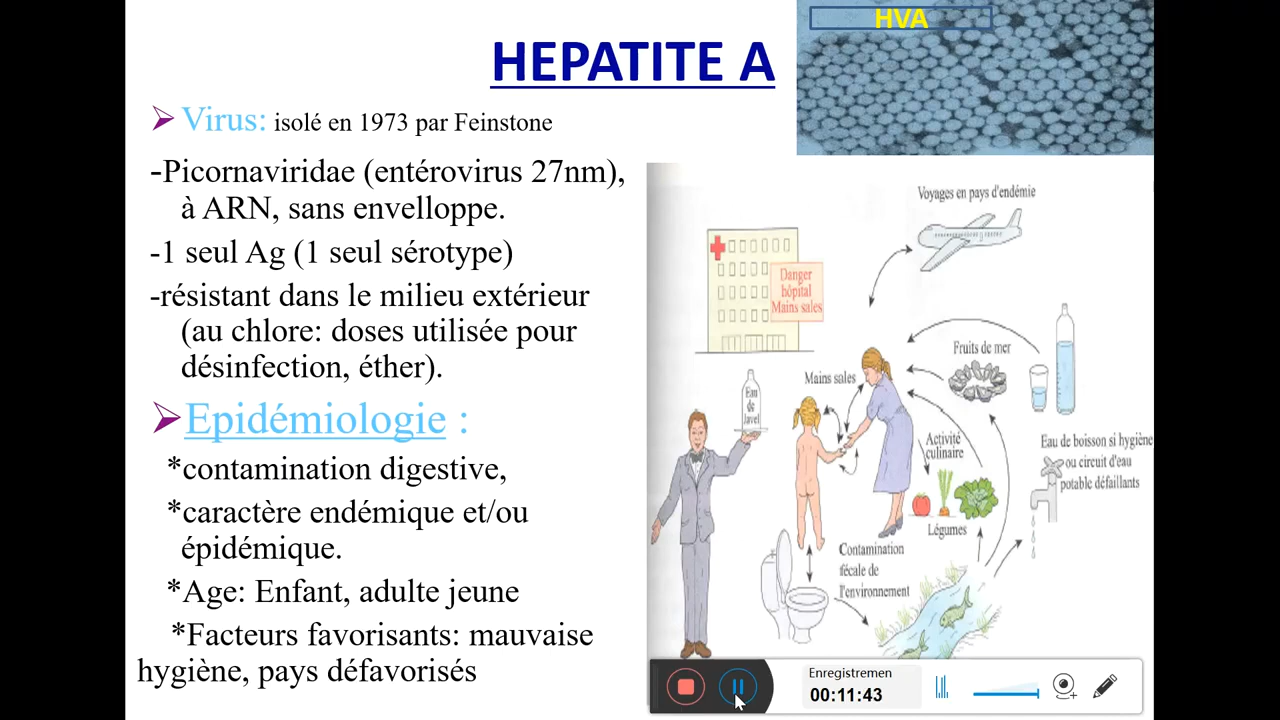 HVA
HEPATITE A
Virus: isolé en 1973 par Feinstone
-Picornaviridae (entérovirus 27nm),
à ARN, sans envelloppe.
-1 seul Ag (1 seul sérotype)
-résistant dans le milieu extérieur
(au chlore: doses utilisée pour
désinfection, éther).
Epidémiologie :
*contamination digestive,
*caractère endémique et/ou
épidémique.
*Age: Enfant, adulte jeune
*Facteurs favorisants: mauvaise
hygiène, pays défavorisés
Voyages en pays d'endémie
Danger
hôpital
Mains sales
Fruits de mer
Mains sales
Eau
de
Javel
Activité
culinaire
Eau de boisson si hygiène
ou circuit d'eau
potable défaillants
Légumes
Contamination
fécale de
l'environnement
Enregistremen
00:11:43